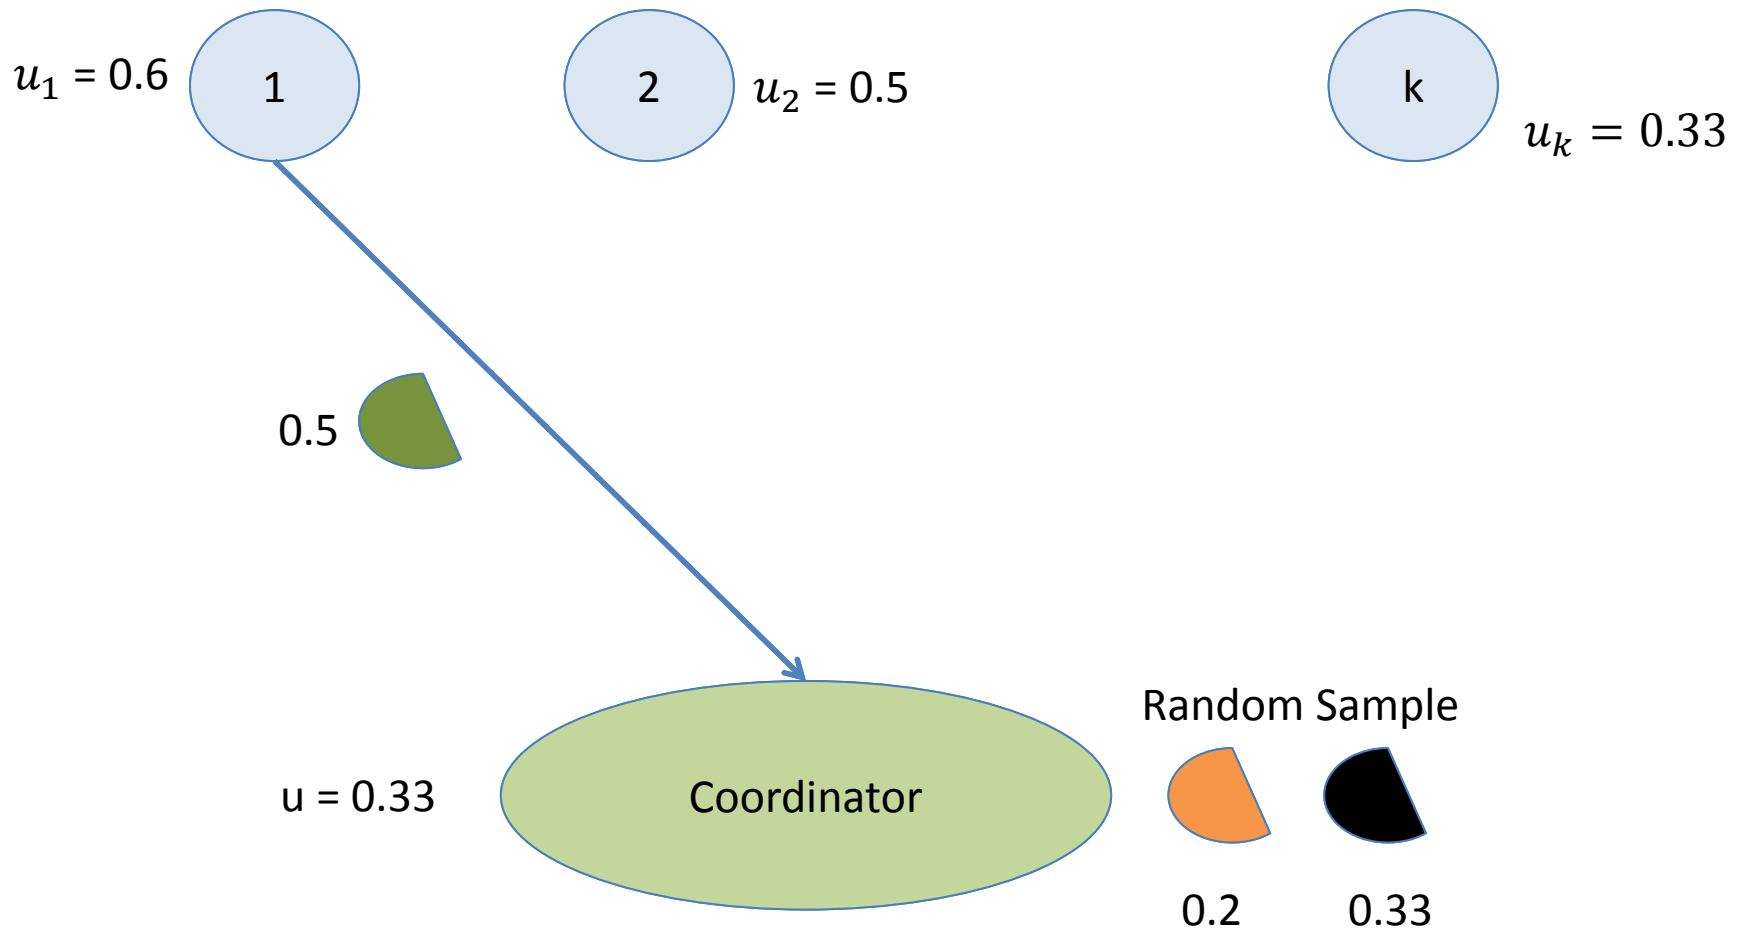 u₁ = 0.6
1
2
u₂ = 0.5
k
uₖ = 0.33
0.5
Random Sample
u = 0.33
Coordinator
0.2
0.33